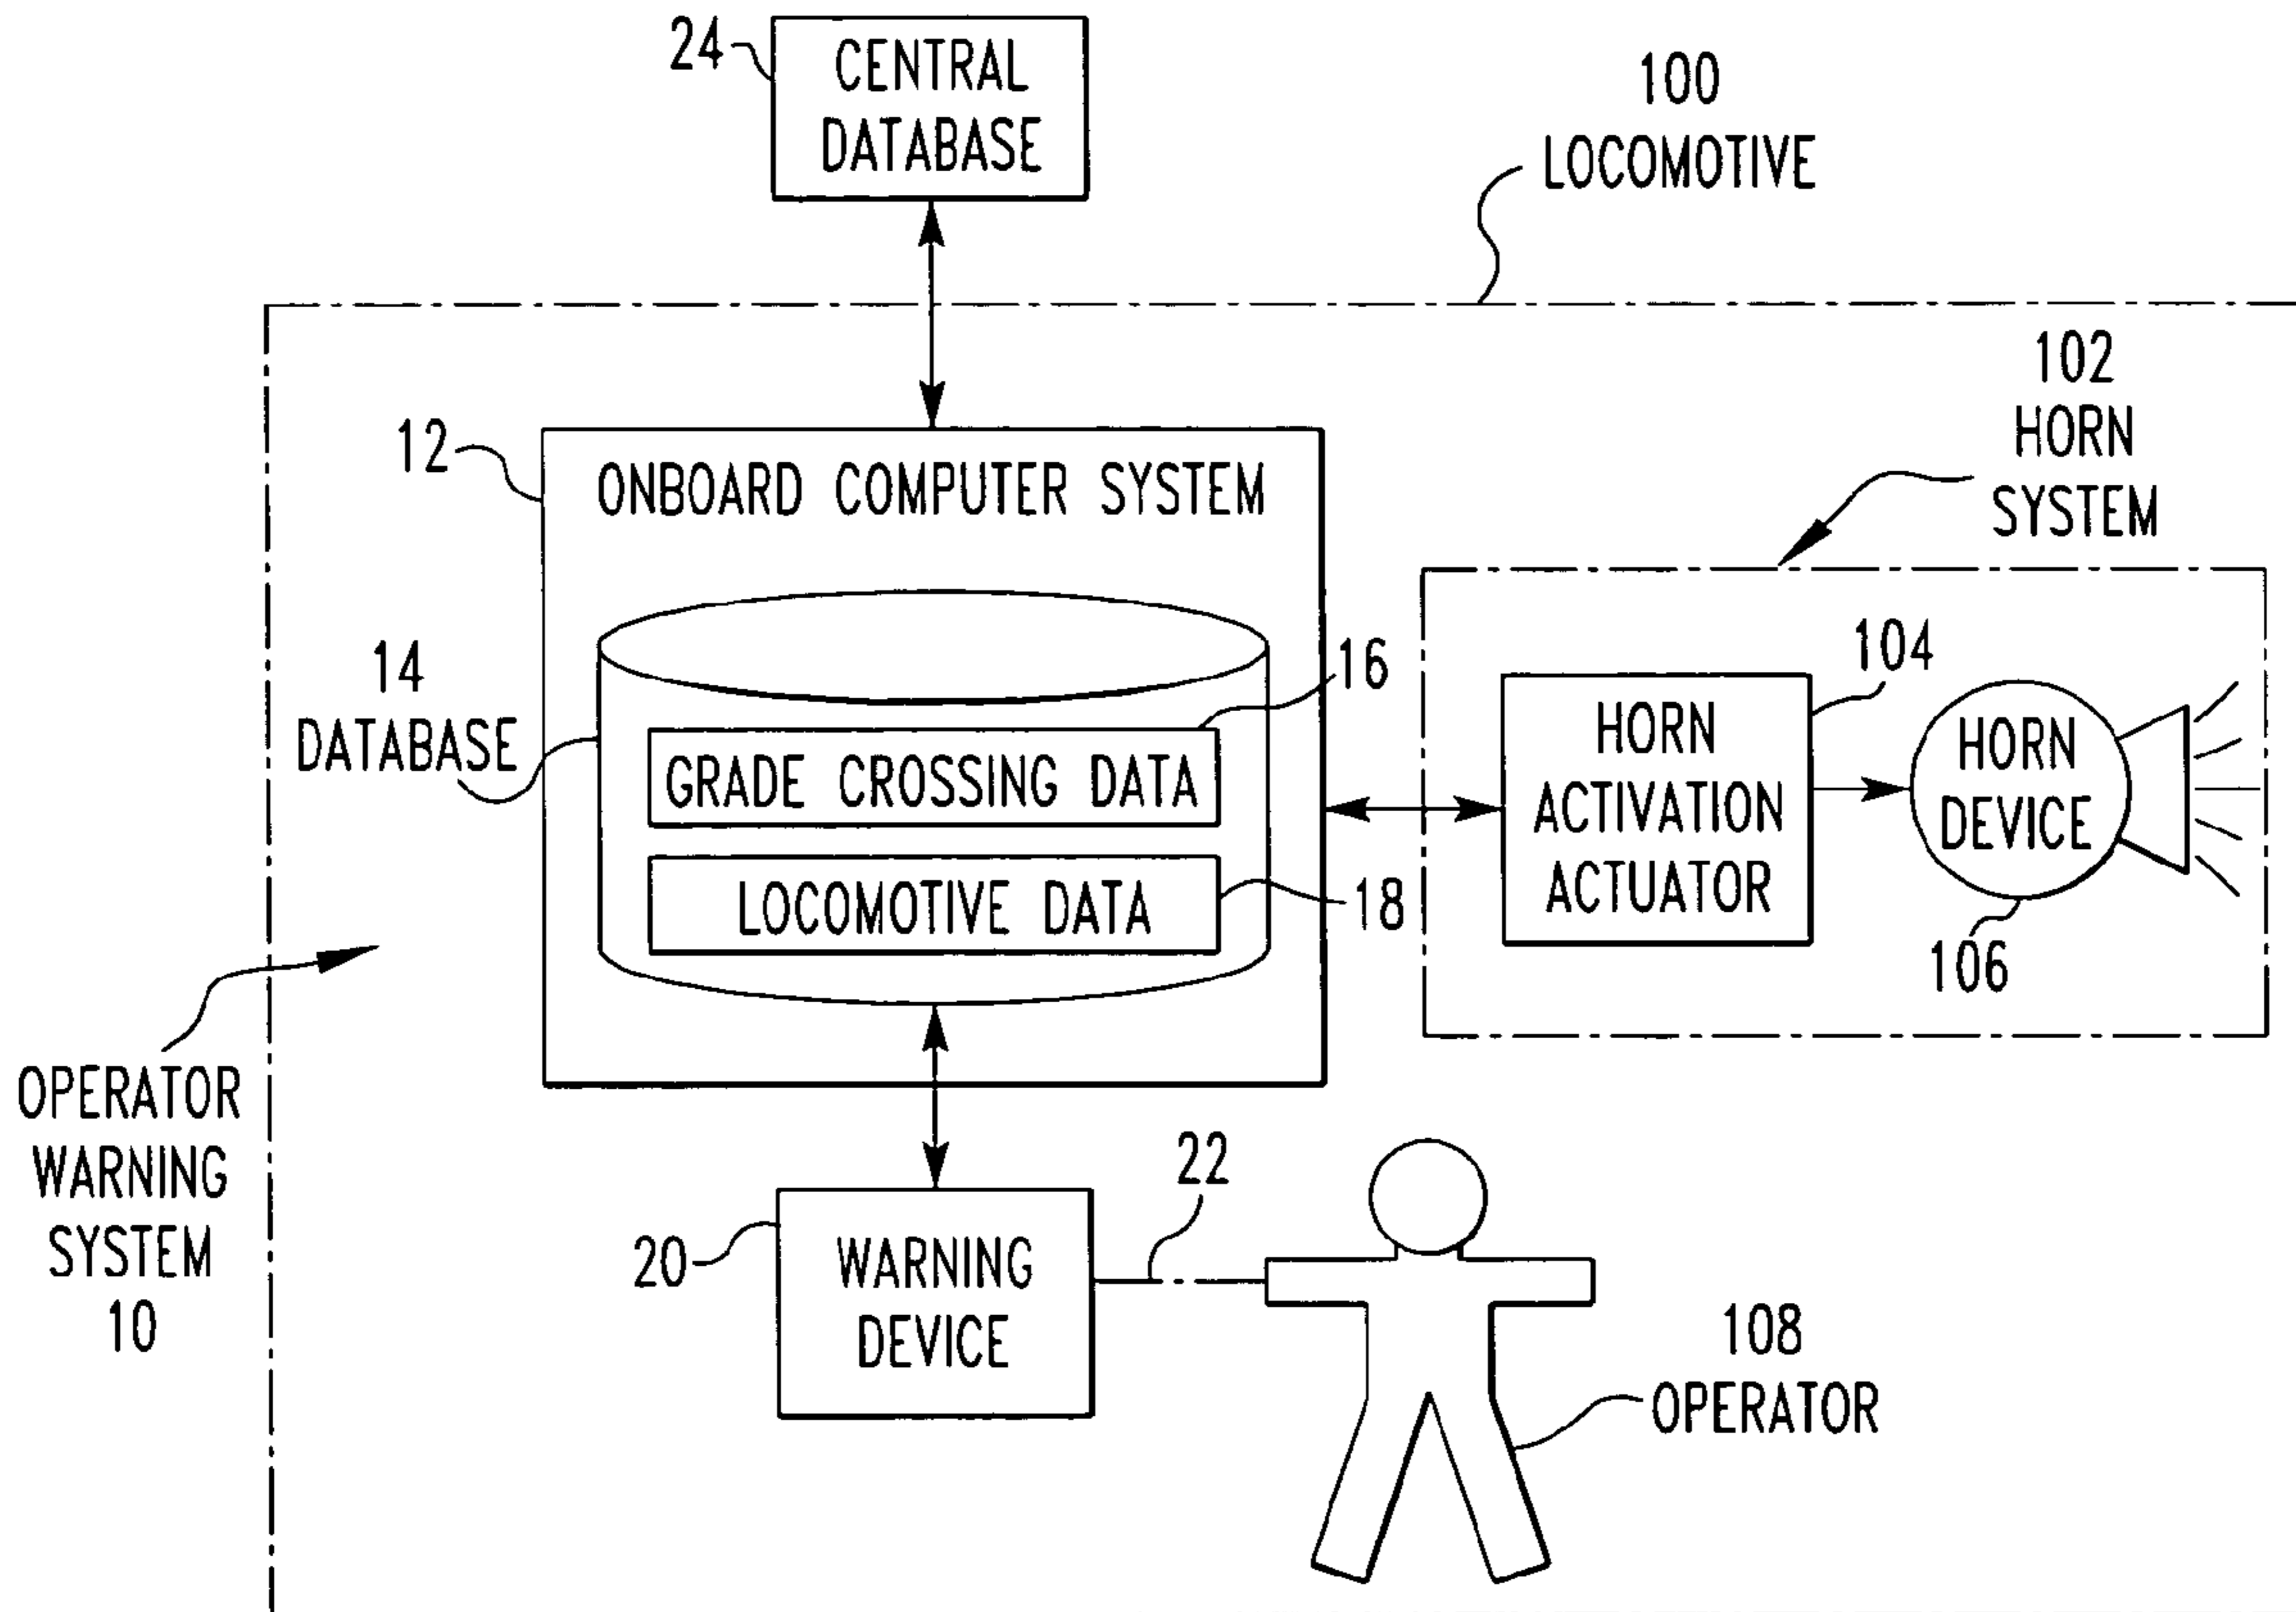 24
CENTRAL
DATABASE
100
LOCOMOTIVE
102
HORN
SYSTEM
12
ONBOARD COMPUTER SYSTEM
14
DATABASE
16
GRADE CROSSING DATA
18
LOCOMOTIVE DATA
104
HORN
ACTIVATION
ACTUATOR
HORN
DEVICE
106
OPERATOR
WARNING
SYSTEM
10
20
WARNING
DEVICE
22
108
OPERATOR